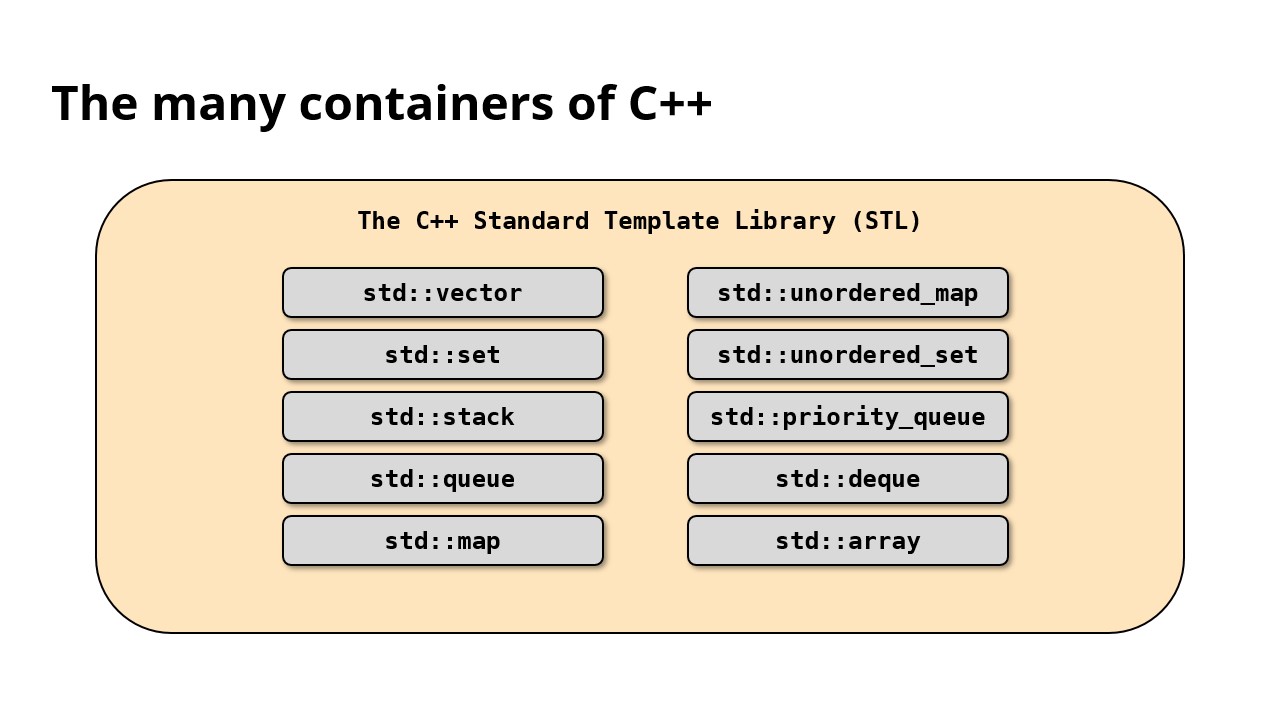 The many containers of C++
The C++ Standard Template Library (STL)
std::vector
std::set
std::stack
std::queue
std::map
std::unordered_map
std::unordered_set
std::priority_queue
std::deque
std::array